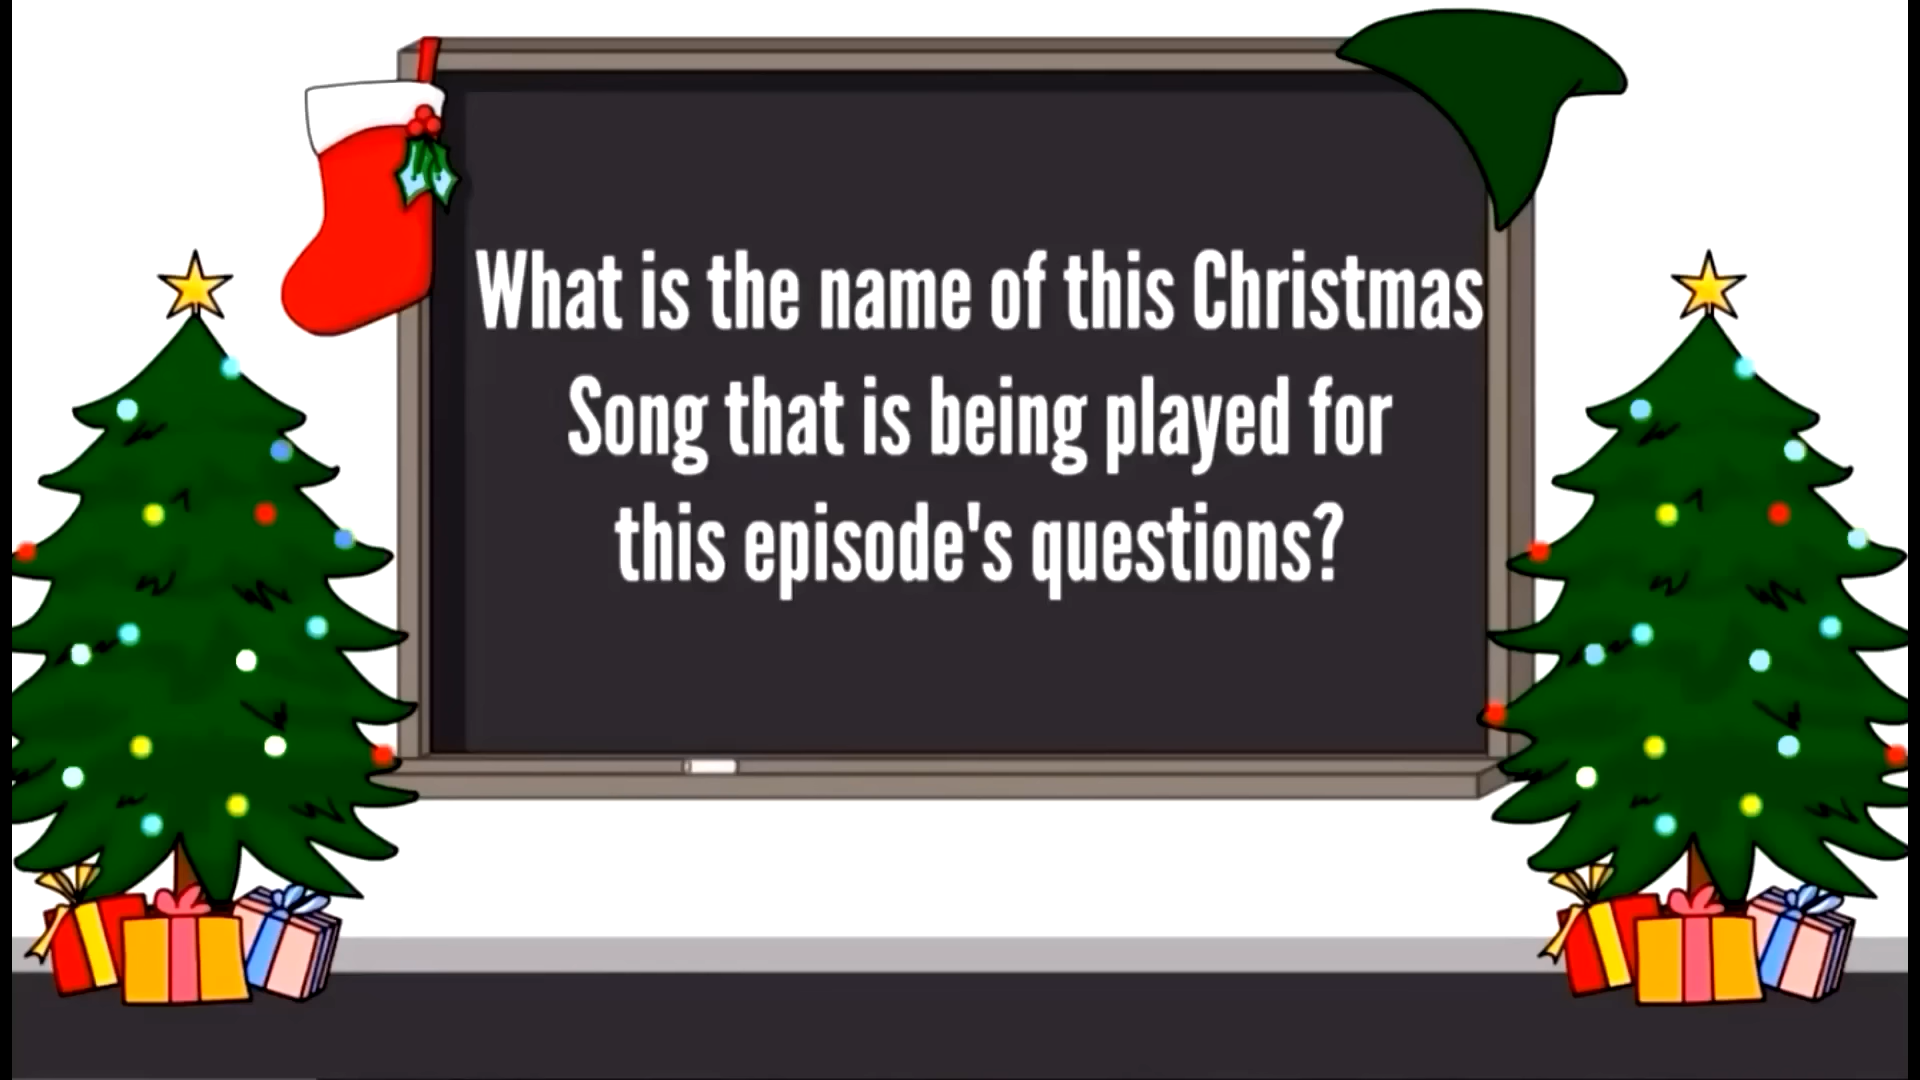 What is the name of this Christmas
Song that is being played for
this episode's questions?